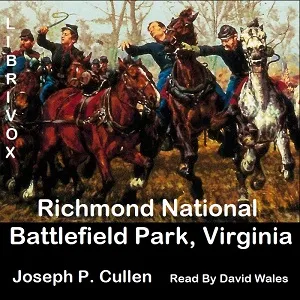 LIBRIVOX
Richmond National
Battlefield Park, Virginia
Joseph P. Cullen Read By David Wales